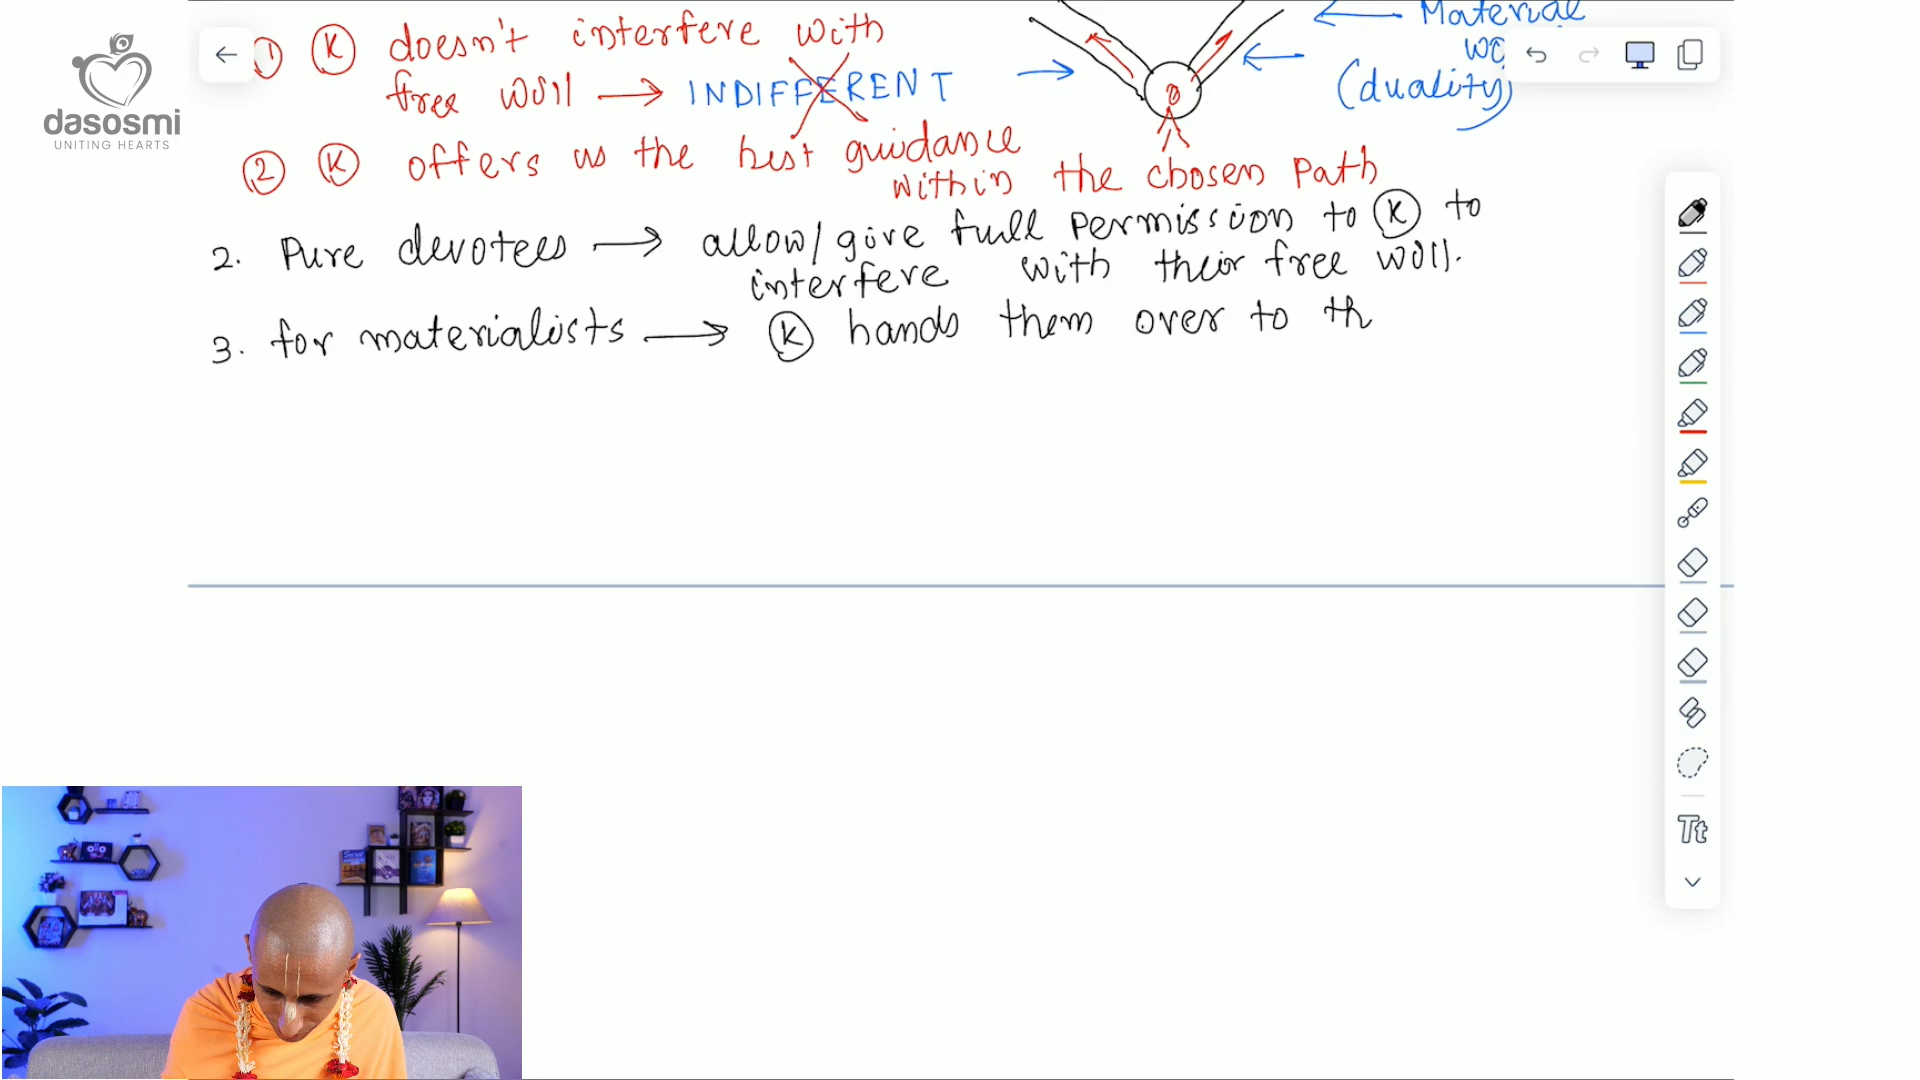 dasosmi
UNITING HEARTS
① Ⓚ doesn't interfere with
free will → INDIFFERENT
← Material
(duality)
② Ⓚ offers us the best guidance
within the chosen path
2. Pure devotees → allow/give full permission to Ⓚ to
interfere with their free will.
3. for materialists → Ⓚ hands them over to th
Tt